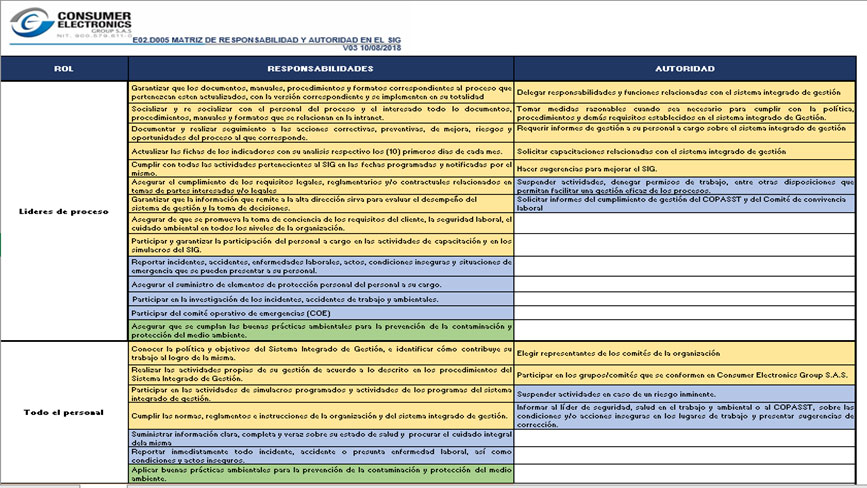 CONSUMER
ELECTRONICS
GROUP S.A.S
E02.D005 MATRIZ DE RESPONSABILIDAD Y AUTORIDAD EN EL SIG
V03 10/08/2018
ROL
RESPONSABILIDADES
AUTORIDAD
Lideres de proceso
Garantizar que los documentos, manuales, procedimientos y formatos correspondientes al proceso que
pertenezcan esten actualizados, con la versión correspondiente y se implementen en su totalidad
Delegar responsabilidades y funciones relacionadas con el sistema integrado de gestión
Socializar y re socializar con el personal del proceso y el interesado todo lo documentos,
procedimientos, manuales y formatos que se relacionan en la intranet.
Tomar medidas razonables cuando sea necesario para cumplir con la política,
procedimientos y demás requisitos establecidos en el sistema integrado de Gestión.
Documentar y realizar seguimiento a las acciones correctivas, preventivas, de mejora, riesgos y
oportunidades del proceso al que corresponde.
Requerir informes de gestión a su personal a cargo sobre el sistema integrado de gestión
Actualizar las fichas de los indicadores con su analisis respectivo los (10) primeros días de cada mes.
Solicitar capacitaciones relacionadas con el sistema integrado de gestión
Cumplir con todas las actividades pertenecientes al SIG en las fechas programadas y notificadas por el
mismo.
Hacer sugerencias para mejorar el SIG.
Asegurar el cumplimiento de los requisitos legales, reglamentarios y/o contractuales relacionados en
temas de partes interesadas y/o legales
Suspender actividades, denegar permisos de trabajo, entre otras disposiciones que
permitan facilitar una gestión eficaz de los procesos.
Garantizar que la información que remite a la alta dirección sirva para evaluar el desempeño del
sistema de gestión y la toma de decisiones.
Solicitar informes del cumplimiento de gestión del COPASST y del Comité de convivencia
laboral
Asegurar de que se promueva la toma de conciencia de los requisitos del cliente, la seguridad laboral, el
cuidado ambiental en todos los niveles de la organización.
Participar y garantizar la participación del personal a cargo en las actividades de capacitación y en los
simulacros del SIG.
Reportar incidentes, accidentes, enfermedades laborales, actos, condiciones inseguras y situaciones de
emergencia que se pueden presentar a su personal.
Asegurar el suministro de elementos de protección personal del personal a su cargo.
Participar en la investigación de los incidentes, accidentes de trabajo y ambientales.
Participar del comité operativo de emergencias (COE)
Asegurar que se cumplan las buenas prácticas ambientales para la prevención de la contaminación y
protección del medio ambiente.
Todo el personal
Conocer la política y objetivos del Sistema Integrado de Gestión, e identificar cómo contribuye su
trabajo al logro de la misma.
Elegir representantes de los comités de la organización
Realizar las actividades propias de su gestión de acuerdo a lo descrito en los procedimientos del
Sistema Integrado de Gestión.
Participar en los grupos/comités que se conformen en Consumer Electronics Group S.A.S.
Participar en las actividades de simulacros programados y actividades de los programas del sistema
integrado de gestión.
Suspender actividades en caso de un riesgo inminente.
Cumplir las normas, reglamentos e instrucciones de la organización y del sistema integrado de gestión.
Informar al líder de seguridad, salud en el trabajo y ambiental o al COPASST, sobre las
condiciones y/o acciones inseguras en los lugares de trabajo y presentar sugerencias de
corrección.
Suministrar información clara, completa y veraz sobre su estado de salud y procurar el cuidado integral
dela misma
Reportar inmediatamente todo incidente, accidente o presunta enfermedad laboral, así como
condiciones y actos inseguros.
Aplicar buenas prácticas ambientales para la prevención de la contaminación y protección del medio
ambiente.